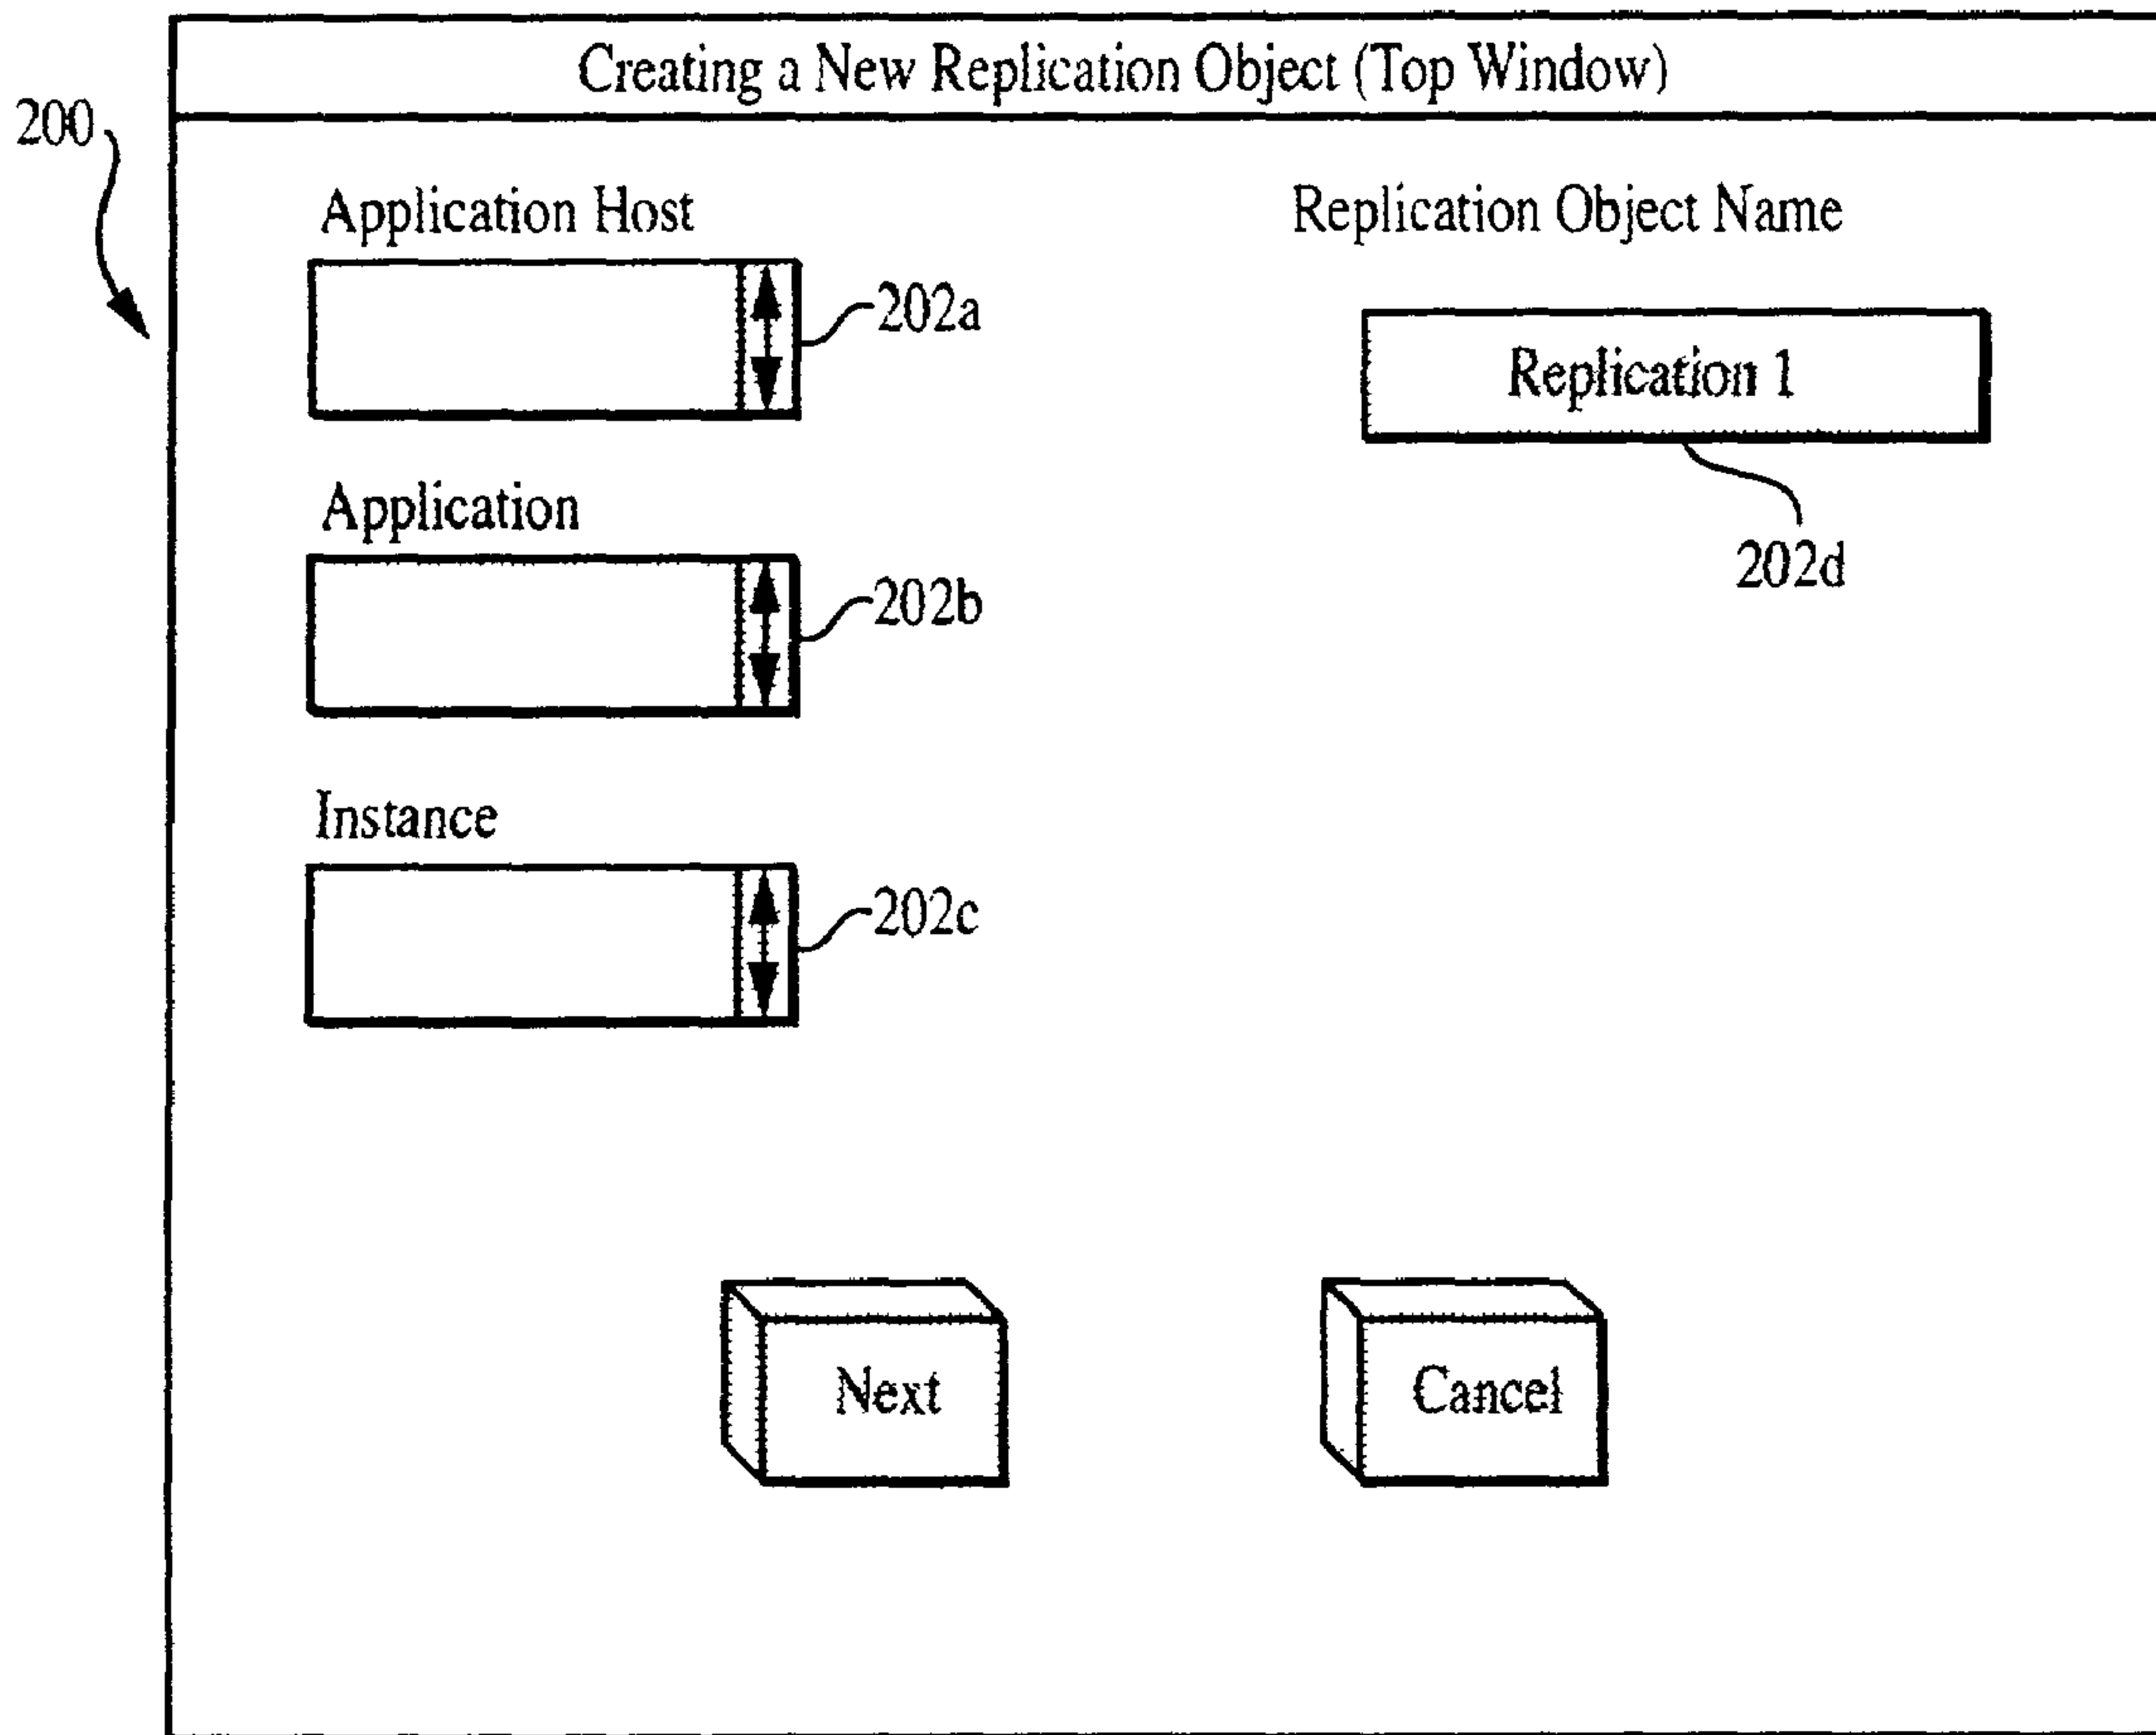 Creating a New Replication Object (Top Window)
200
Application Host
Replication Object Name
202a
Replication 1
Application
202b
202d
Instance
202c
Next
Cancel